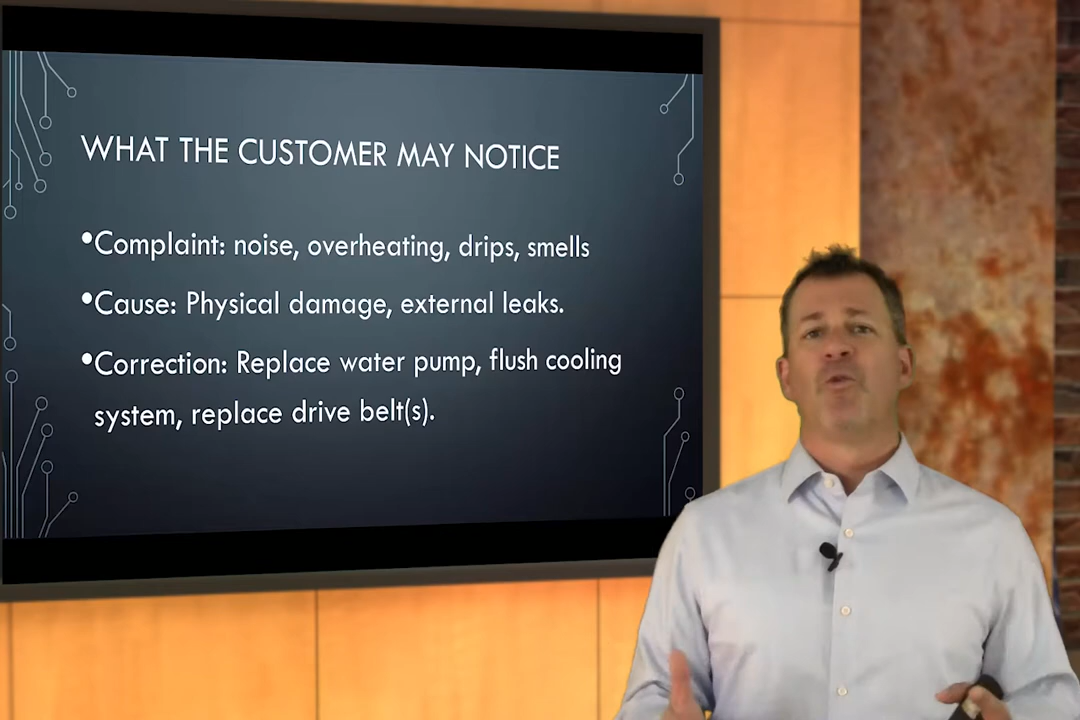 WHAT THE CUSTOMER MAY NOTICE
•Complaint: noise, overheating, drips, smells
•Cause: Physical damage, external leaks.
•Correction: Replace water pump, flush cooling
system, replace drive belt(s).